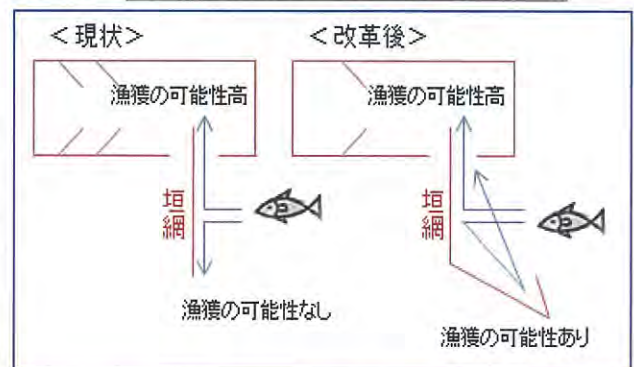 ＜現状＞
漁獲の可能性高
垣網
漁獲の可能性なし
＜改革後＞
漁獲の可能性高
垣網
漁獲の可能性あり